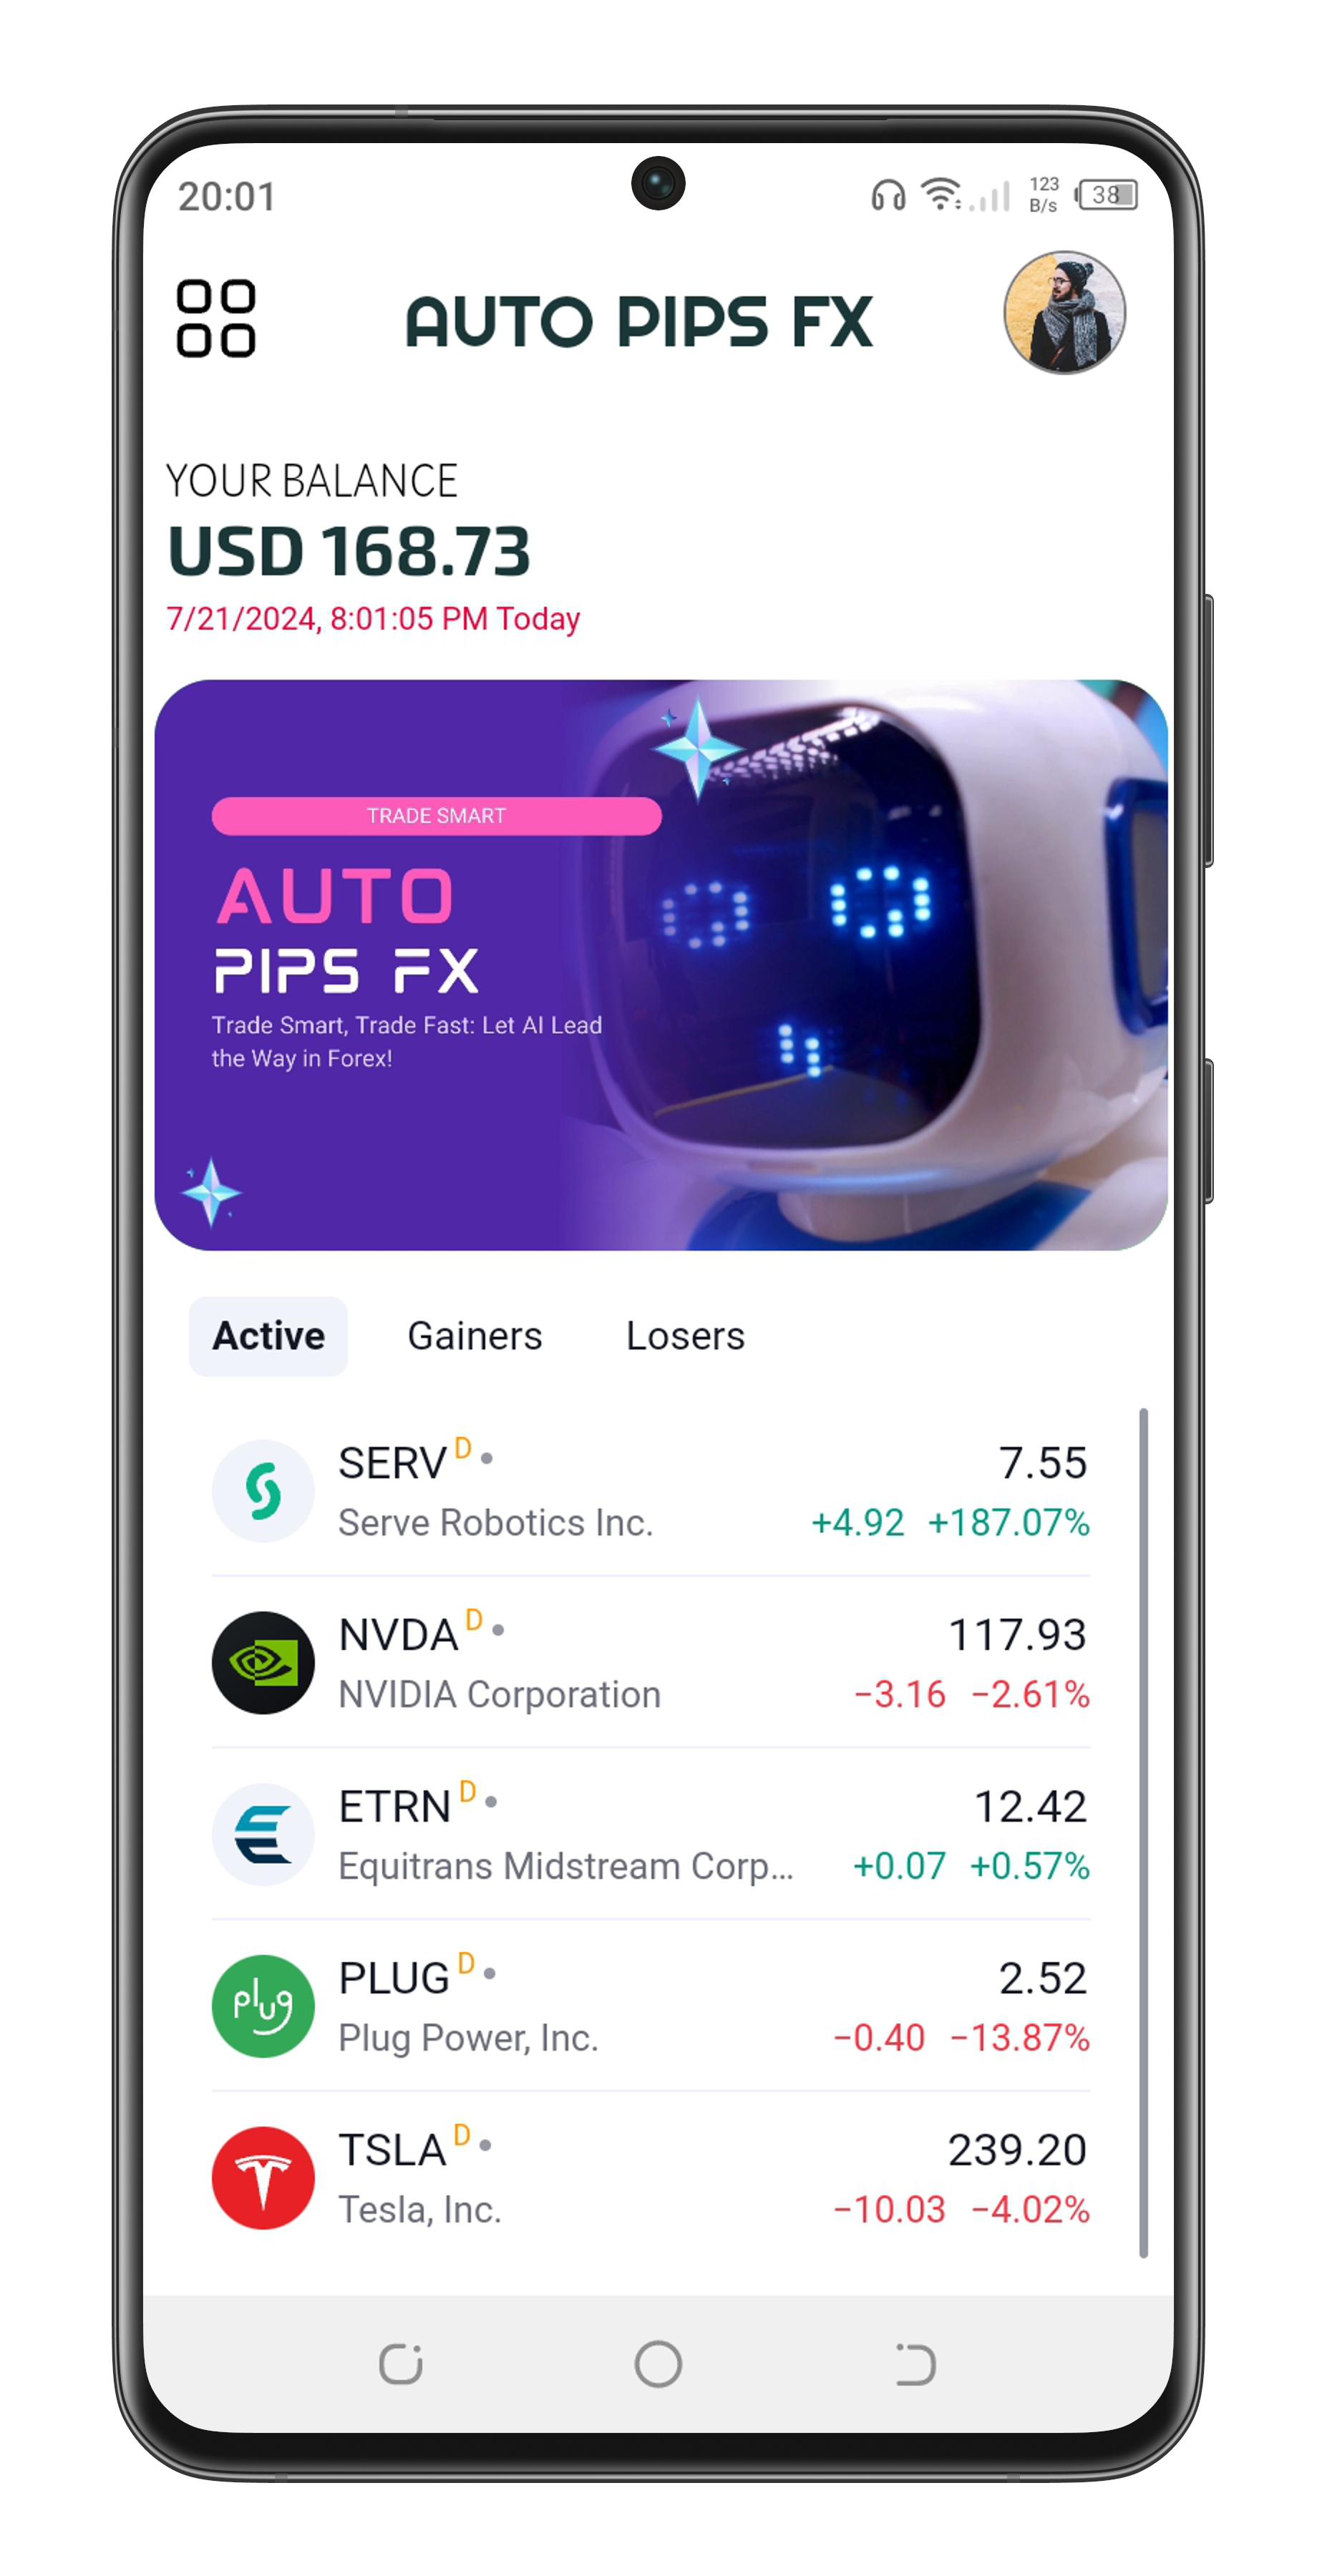 20:01
123
B/s
38
AUTO PIPS FX
YOUR BALANCE
USD 168.73
7/21/2024, 8:01:05 PM Today
TRADE SMART
AUTO
PIPS FX
Trade Smart, Trade Fast: Let AI Lead
the Way in Forex!
Active Gainers Losers
SERV D 7.55
Serve Robotics Inc. +4.92 +187.07%
NVDA D 117.93
NVIDIA Corporation −3.16 −2.61%
ETRN D 12.42
Equitrans Midstream Corp... +0.07 +0.57%
plug
PLUG D 2.52
Plug Power, Inc. −0.40 −13.87%
TSLA D 239.20
Tesla, Inc. −10.03 −4.02%